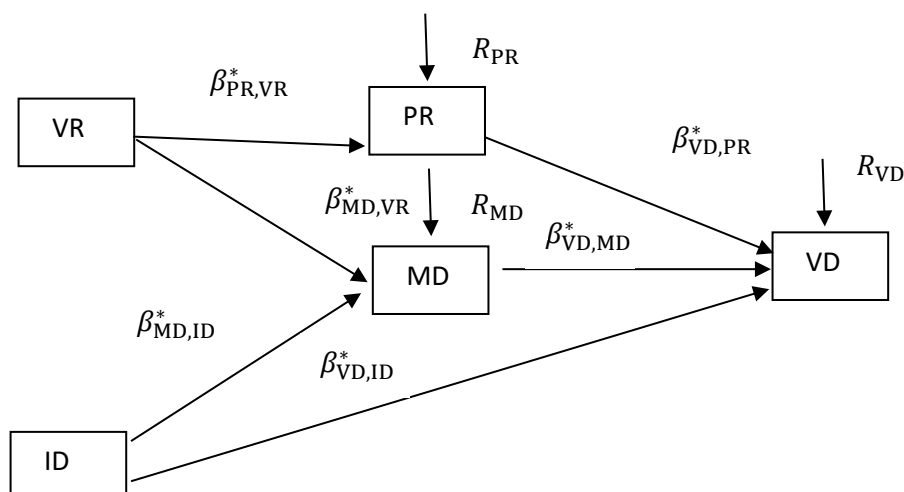 R_PR
β*_PR,VR
PR
VR
β*_VD,PR
R_VD
β*_MD,VR
R_MD
β*_VD,MD
VD
MD
β*_MD,ID
β*_VD,ID
ID